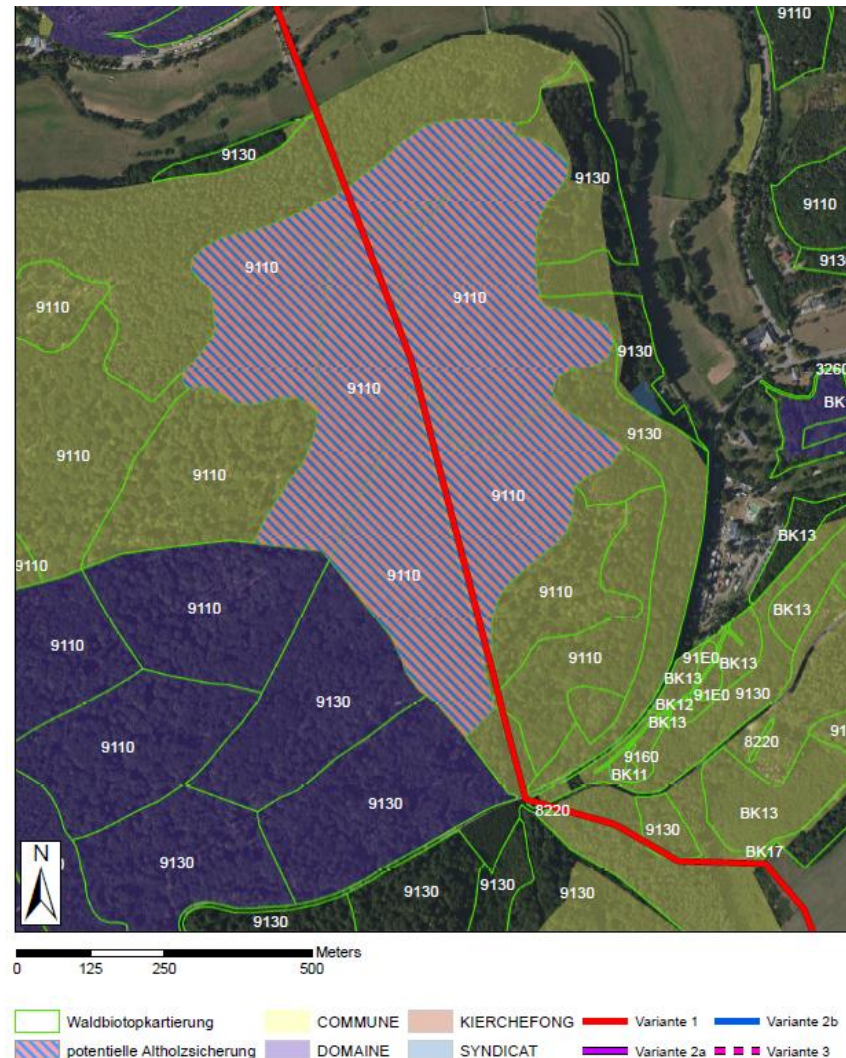 9110
9130
9130
9110
9110
9110
9110
9130
9130
3260
BK
9110
9130
9110
9110
9110
9110
BK13
9110
9110
9110
BK13
9110
9110
91E0
BK13
BK13
91E0
9130
9130
BK12
BK13
8220
9110
9160
BK11
9130
8220
9130
BK13
BK17
9130
9130
9130
9130
9130
N
Meters
0 125 250 500
Waldbiotopkartierung COMMUNE KIERCHEFONG Variante 1 Variante 2b
potentielle Altholzsicherung DOMAINE SYNDICAT Variante 2a Variante 3